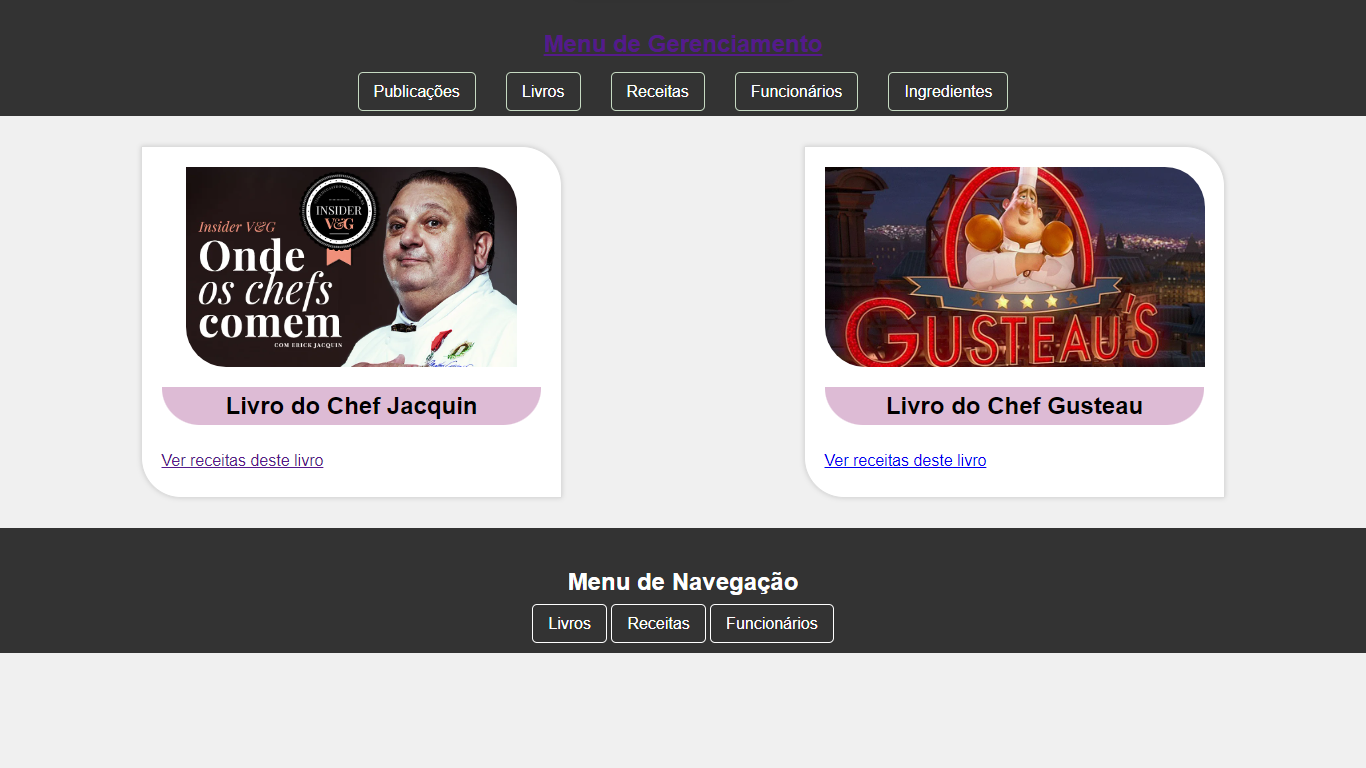 Menu de Gerenciamento
Publicações Livros Receitas Funcionários Ingredientes
INSIDER
V&G
Insider V&G
Onde
os chefs
comem
COM ERICK JACQUIN
GUSTEAU'S
Livro do Chef Jacquin
Livro do Chef Gusteau
Ver receitas deste livro
Ver receitas deste livro
Menu de Navegação
Livros Receitas Funcionários